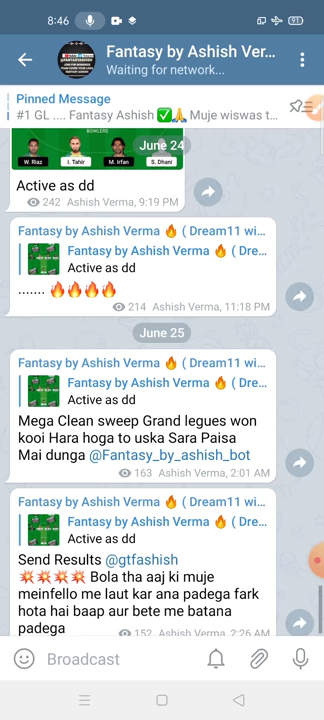 8:46
91
Fantasy by Ashish Ver...
Waiting for network...
Pinned Message
#1 GL .... Fantasy Ashish ✅🙏 Muje wiswas t...
BOWLERS
June 24
W. Riaz I. Tahir M. Irfan S. Dhani
Active as dd
242 Ashish Verma, 9:19 PM
Fantasy by Ashish Verma 🔥 ( Dream11 wi...
Fantasy by Ashish Verma 🔥 ( Dre...
Active as dd
....... 🔥🔥🔥🔥
214 Ashish Verma, 11:18 PM
June 25
Fantasy by Ashish Verma 🔥 ( Dream11 wi...
Fantasy by Ashish Verma 🔥 ( Dre...
Active as dd
Mega Clean sweep Grand legues won
kooi Hara hoga to uska Sara Paisa
Mai dunga @Fantasy_by_ashish_bot
163 Ashish Verma, 2:01 AM
Fantasy by Ashish Verma 🔥 ( Dream11 wi...
Fantasy by Ashish Verma 🔥 ( Dre...
Active as dd
Send Results @gtfashish
💥💥💥💥 Bola tha aaj ki muje
meinfello me laut kar ana padega fark
hota hai baap aur bete me batana
padega
152 Ashish Verma, 2:26 AM
Broadcast